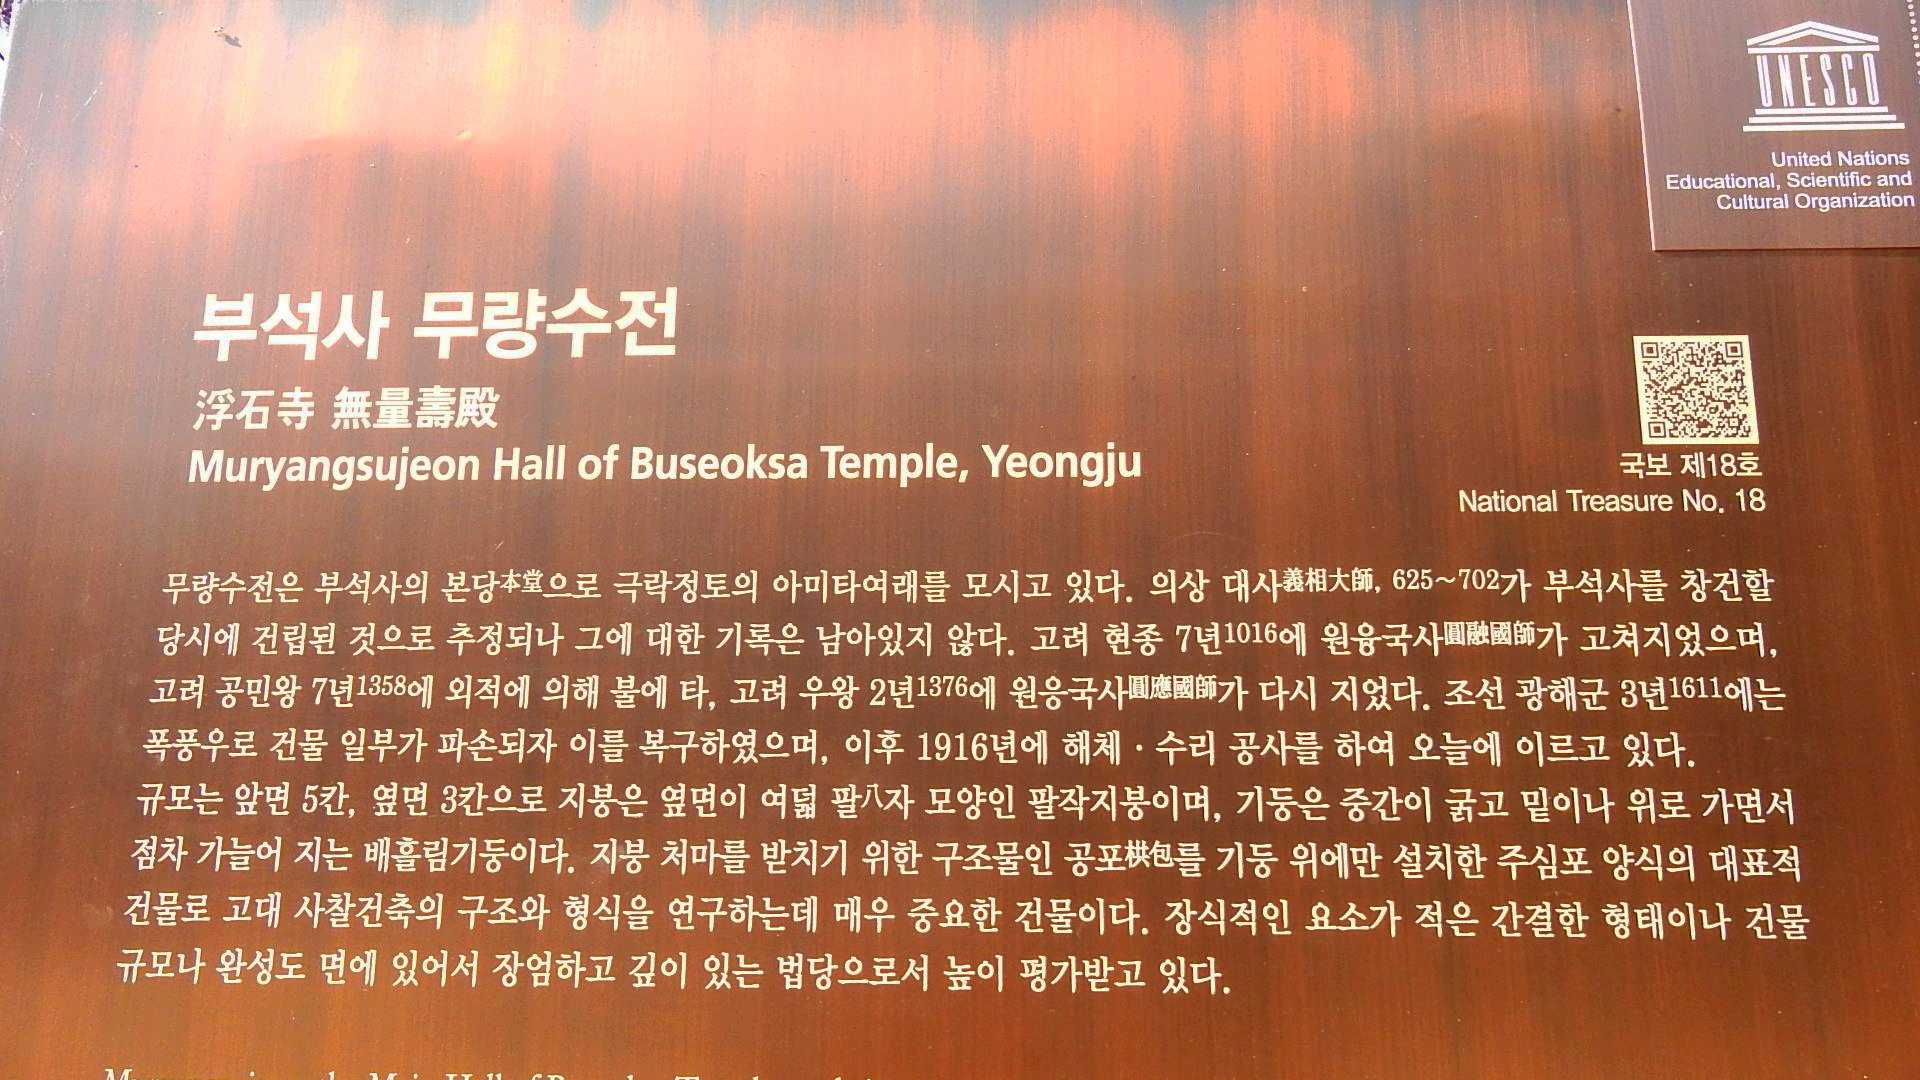 UNESCO
United Nations
Educational, Scientific and
Cultural Organization
부석사 무량수전
浮石寺 無量壽殿
Muryangsujeon Hall of Buseoksa Temple, Yeongju
국보 제18호
National Treasure No. 18
무량수전은 부석사의 본당本堂으로 극락정토의 아미타여래를 모시고 있다. 의상 대사義相大師, 625~702가 부석사를 창건할
당시에 건립된 것으로 추정되나 그에 대한 기록은 남아있지 않다. 고려 현종 7년1016에 원융국사圓融國師가 고쳐지었으며,
고려 공민왕 7년1358에 외적에 의해 불에 타, 고려 우왕 2년1376에 원응국사圓應國師가 다시 지었다. 조선 광해군 3년1611에는
폭풍우로 건물 일부가 파손되자 이를 복구하였으며, 이후 1916년에 해체 · 수리 공사를 하여 오늘에 이르고 있다.
규모는 앞면 5칸, 옆면 3칸으로 지붕은 옆면이 여덟 팔八자 모양인 팔작지붕이며, 기둥은 중간이 굵고 밑이나 위로 가면서
점차 가늘어 지는 배흘림기둥이다. 지붕 처마를 받치기 위한 구조물인 공포栱包를 기둥 위에만 설치한 주심포 양식의 대표적
건물로 고대 사찰건축의 구조와 형식을 연구하는데 매우 중요한 건물이다. 장식적인 요소가 적은 간결한 형태이나 건물
규모나 완성도 면에 있어서 장엄하고 깊이 있는 법당으로서 높이 평가받고 있다.